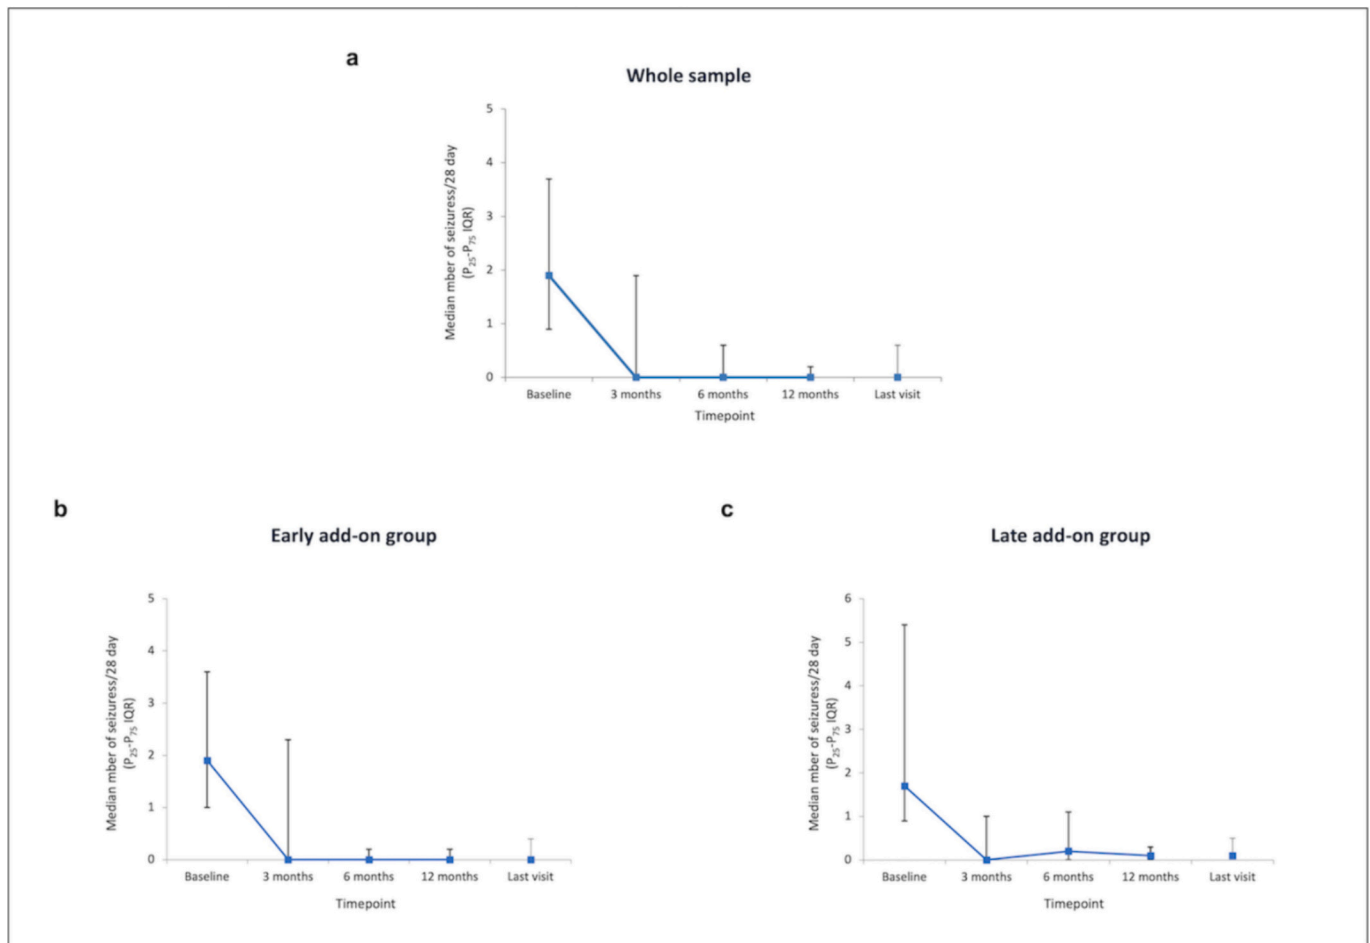 a
Whole sample
Median mber of seizuress/28 day
(P25-P75 IQR)
5
4
3
2
1
0
Baseline 3 months 6 months 12 months Last visit
Timepoint
b
Early add-on group
Median mber of seizuress/28 day
(P25-P75 IQR)
5
4
3
2
1
0
Baseline 3 months 6 months 12 months Last visit
Timepoint
c
Late add-on group
Median mber of seizuress/28 day
(P25-P75 IQR)
6
5
4
3
2
1
0
Baseline 3 months 6 months 12 months Last visit
Timepoint